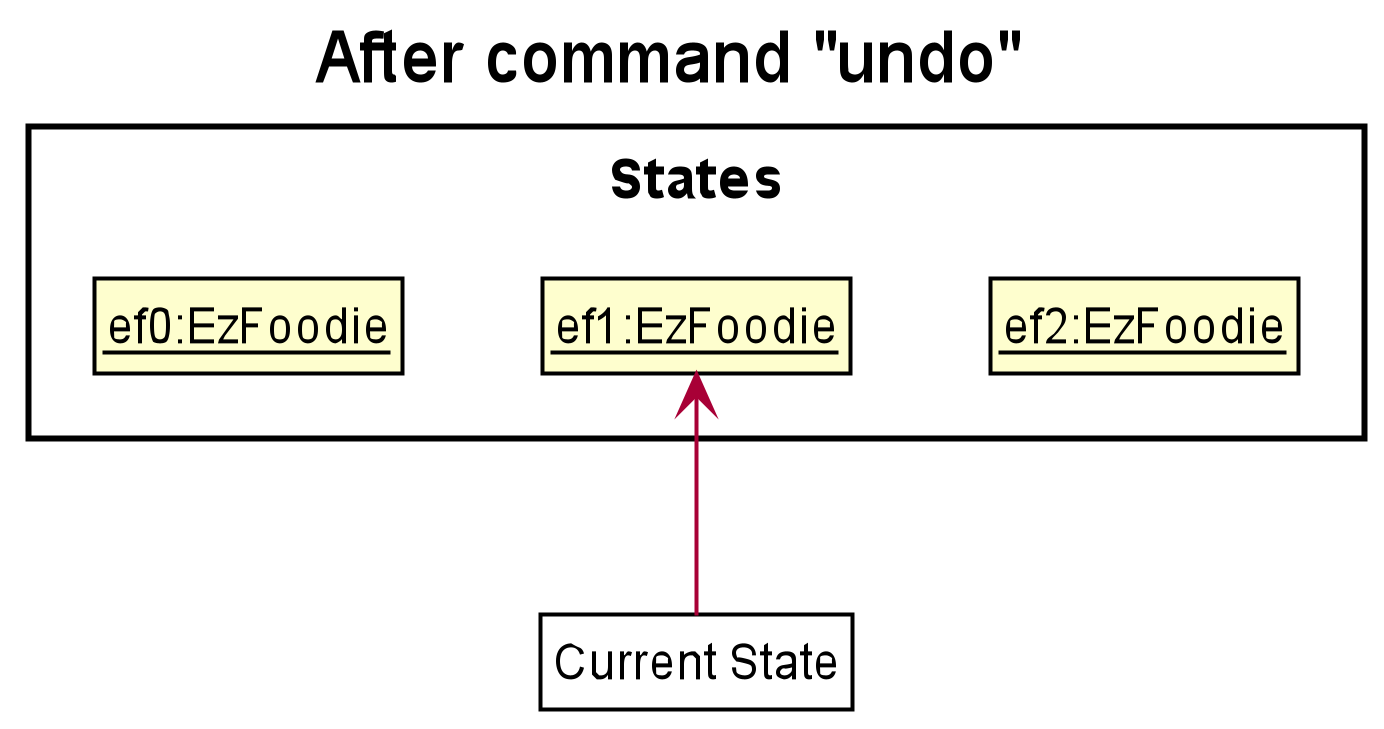 After command "undo"
States
ef0:EzFoodie
ef1:EzFoodie
ef2:EzFoodie
Current State